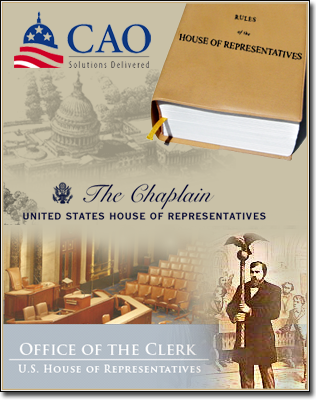 CAO
Solutions Delivered
RULES
of the
HOUSE OF REPRESENTATIVES
The Chaplain
UNITED STATES HOUSE OF REPRESENTATIVES
OFFICE OF THE CLERK
U.S. HOUSE OF REPRESENTATIVES